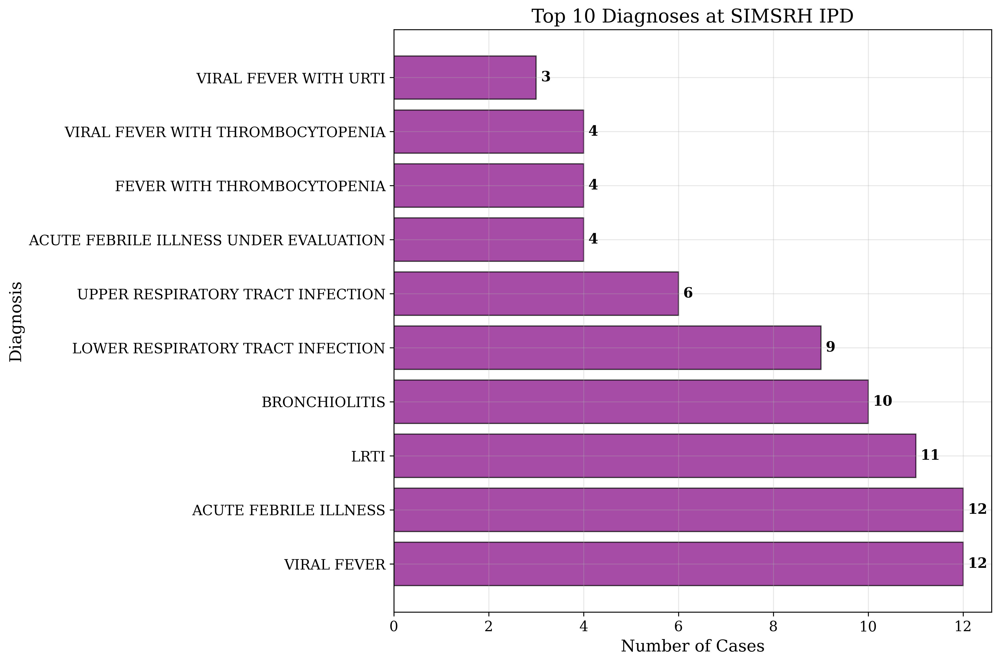 Top 10 Diagnoses at SIMSRH IPD
VIRAL FEVER WITH URTI 3
VIRAL FEVER WITH THROMBOCYTOPENIA 4
FEVER WITH THROMBOCYTOPENIA 4
ACUTE FEBRILE ILLNESS UNDER EVALUATION 4
UPPER RESPIRATORY TRACT INFECTION 6
LOWER RESPIRATORY TRACT INFECTION 9
BRONCHIOLITIS 10
LRTI 11
ACUTE FEBRILE ILLNESS 12
VIRAL FEVER 12
Diagnosis
0 2 4 6 8 10 12
Number of Cases